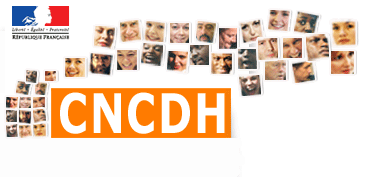 Liberté • Égalité • Fraternité
RÉPUBLIQUE FRANÇAISE
CNCDH